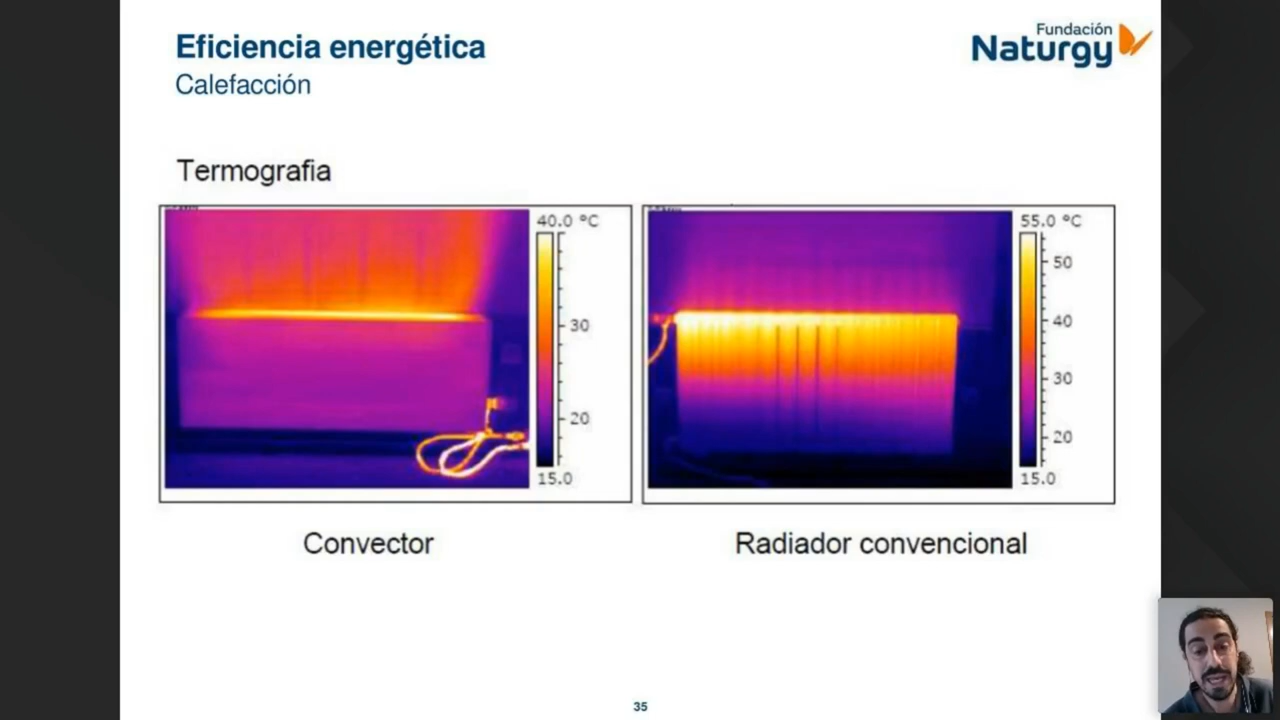 Eficiencia energética
Calefacción
Fundación
Naturgy
Termografia
40.0 °C
30
20
15.0
55.0 °C
50
40
30
20
15.0
Convector
Radiador convencional
35